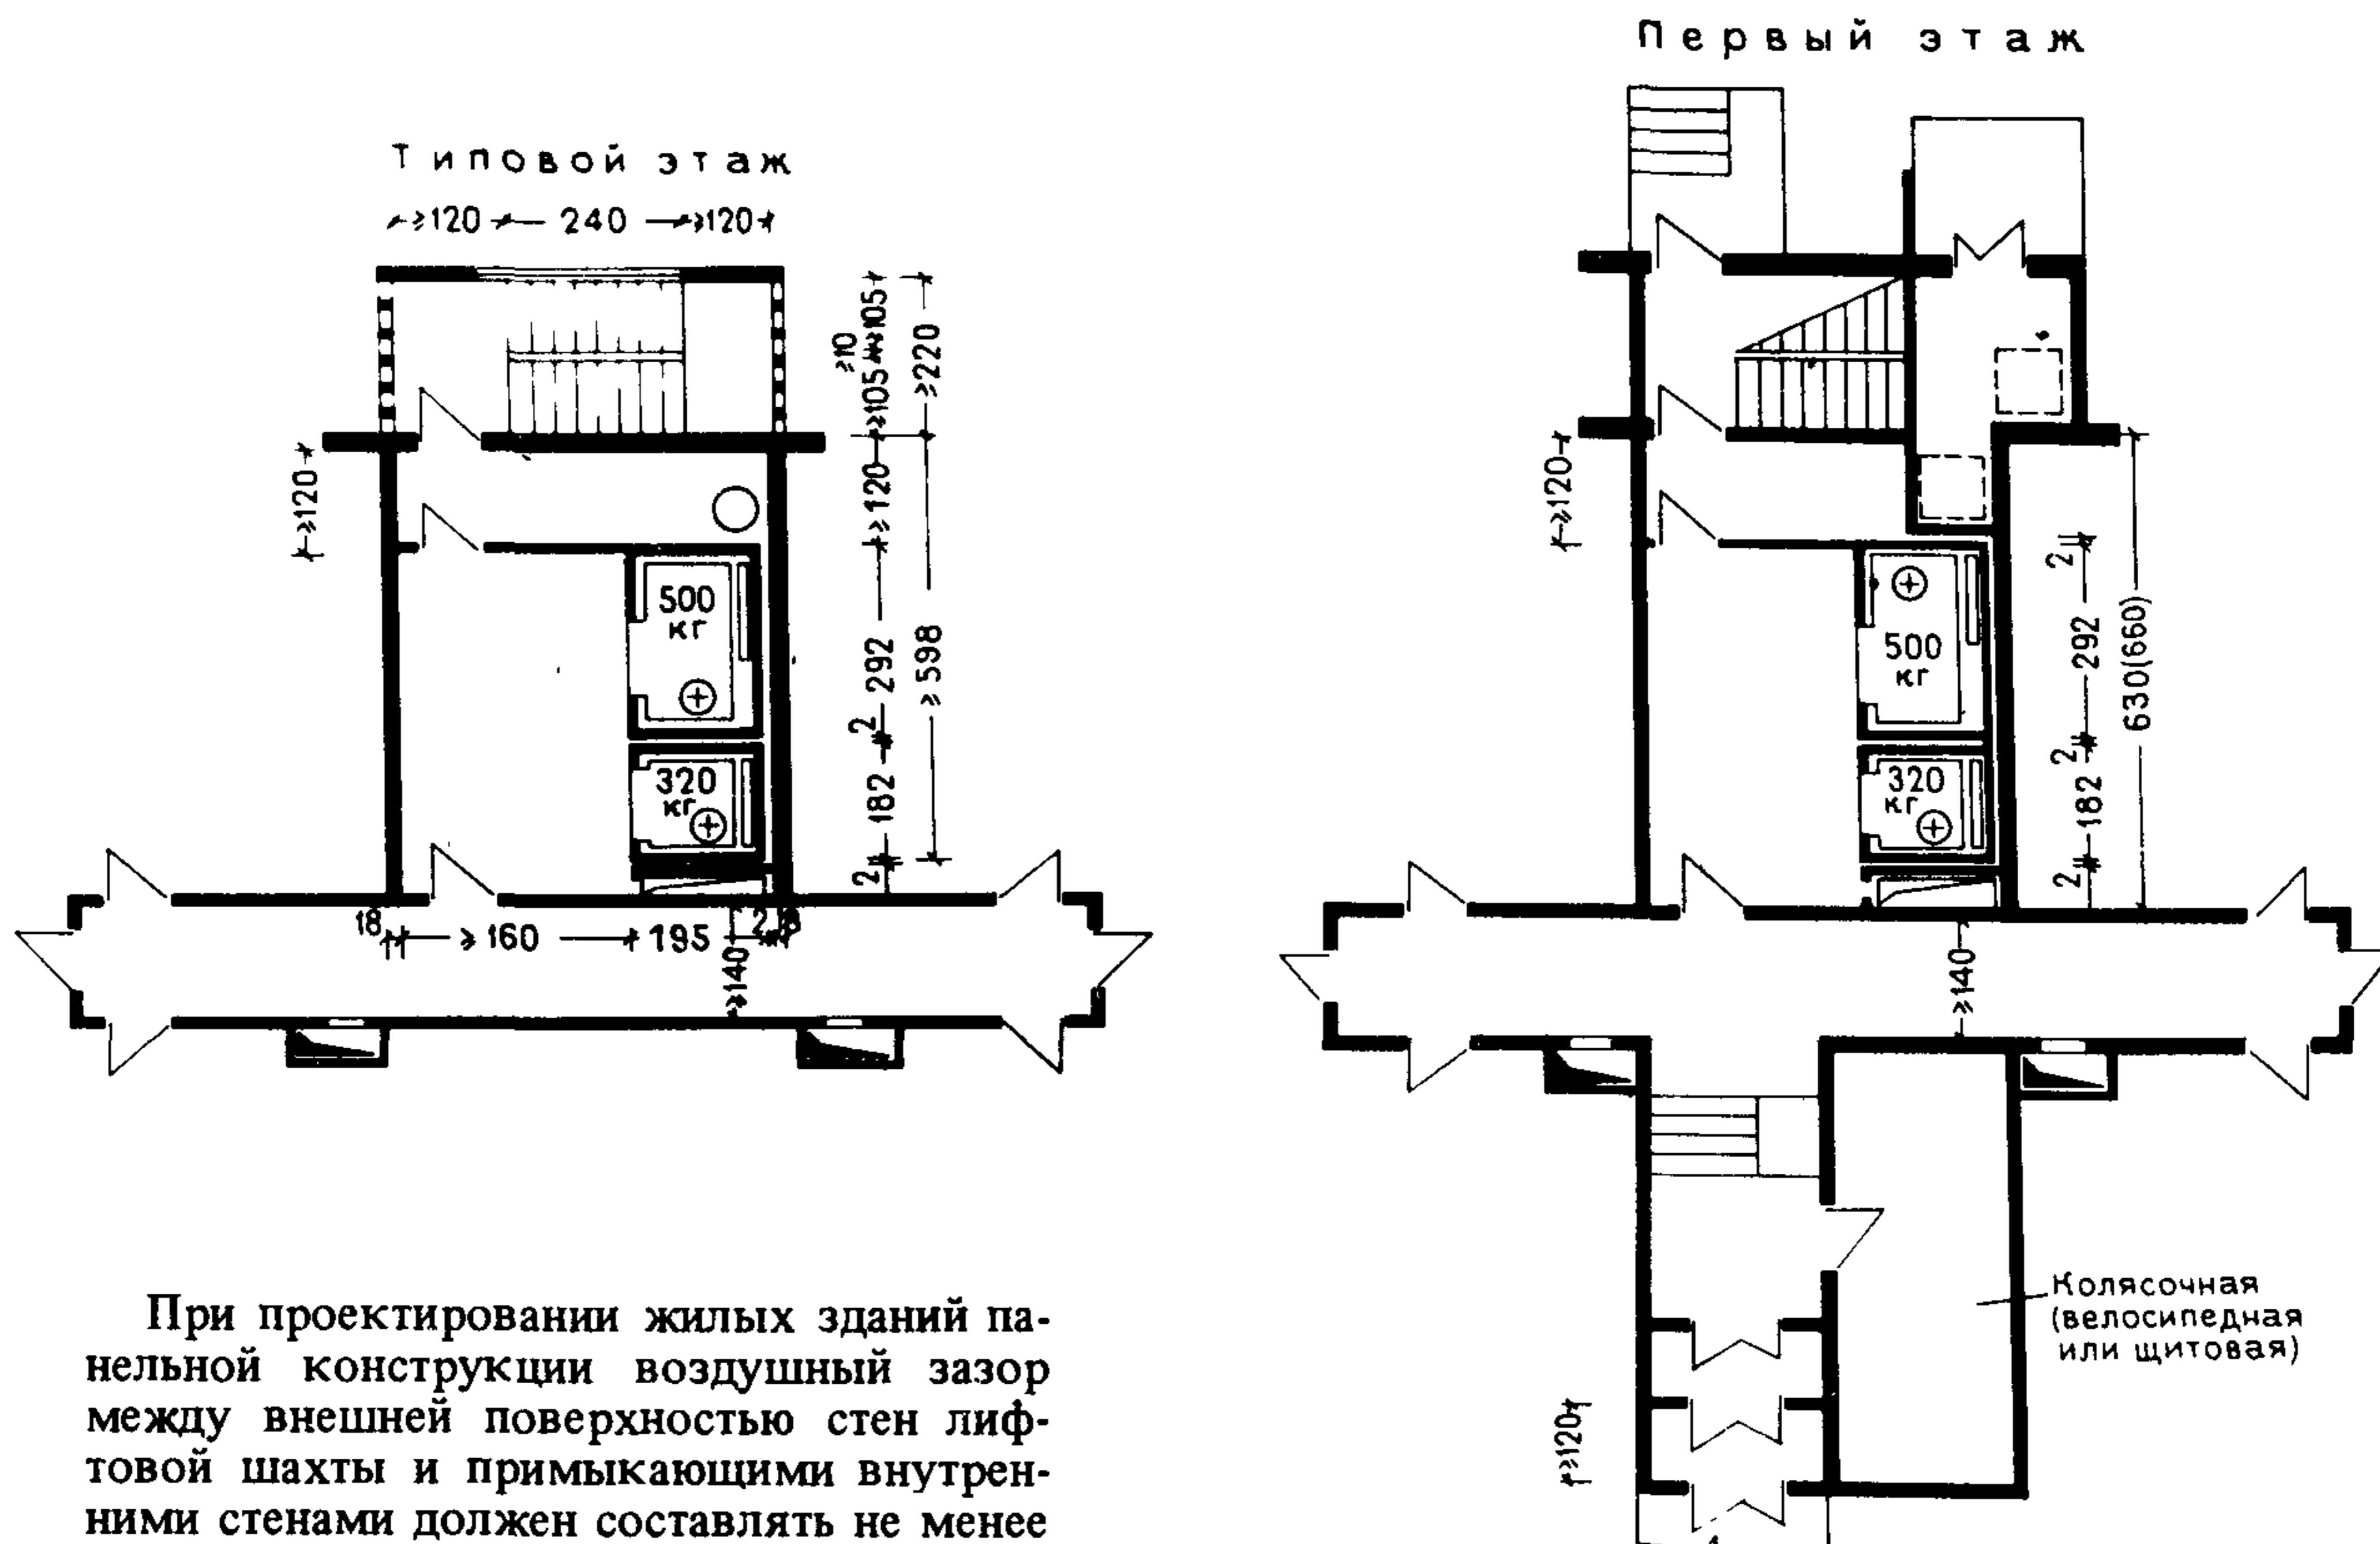 Типовой этаж
≥120 240 ≥120
≥10
≥105 ≥105
≥220
≥120
≥120
292
2
182
2
≥598
500
кг
320
кг
18
≥160
195
2
≥140
При проектировании жилых зданий па-
нельной конструкции воздушный зазор
между внешней поверхностью стен лиф-
товой шахты и примыкающими внутрен-
ними стенами должен составлять не менее
Первый этаж
≥120
500
кг
320
кг
2
292
2
182
2
630(660)
≥140
Колясочная
(велосипедная
или щитовая)
≥120